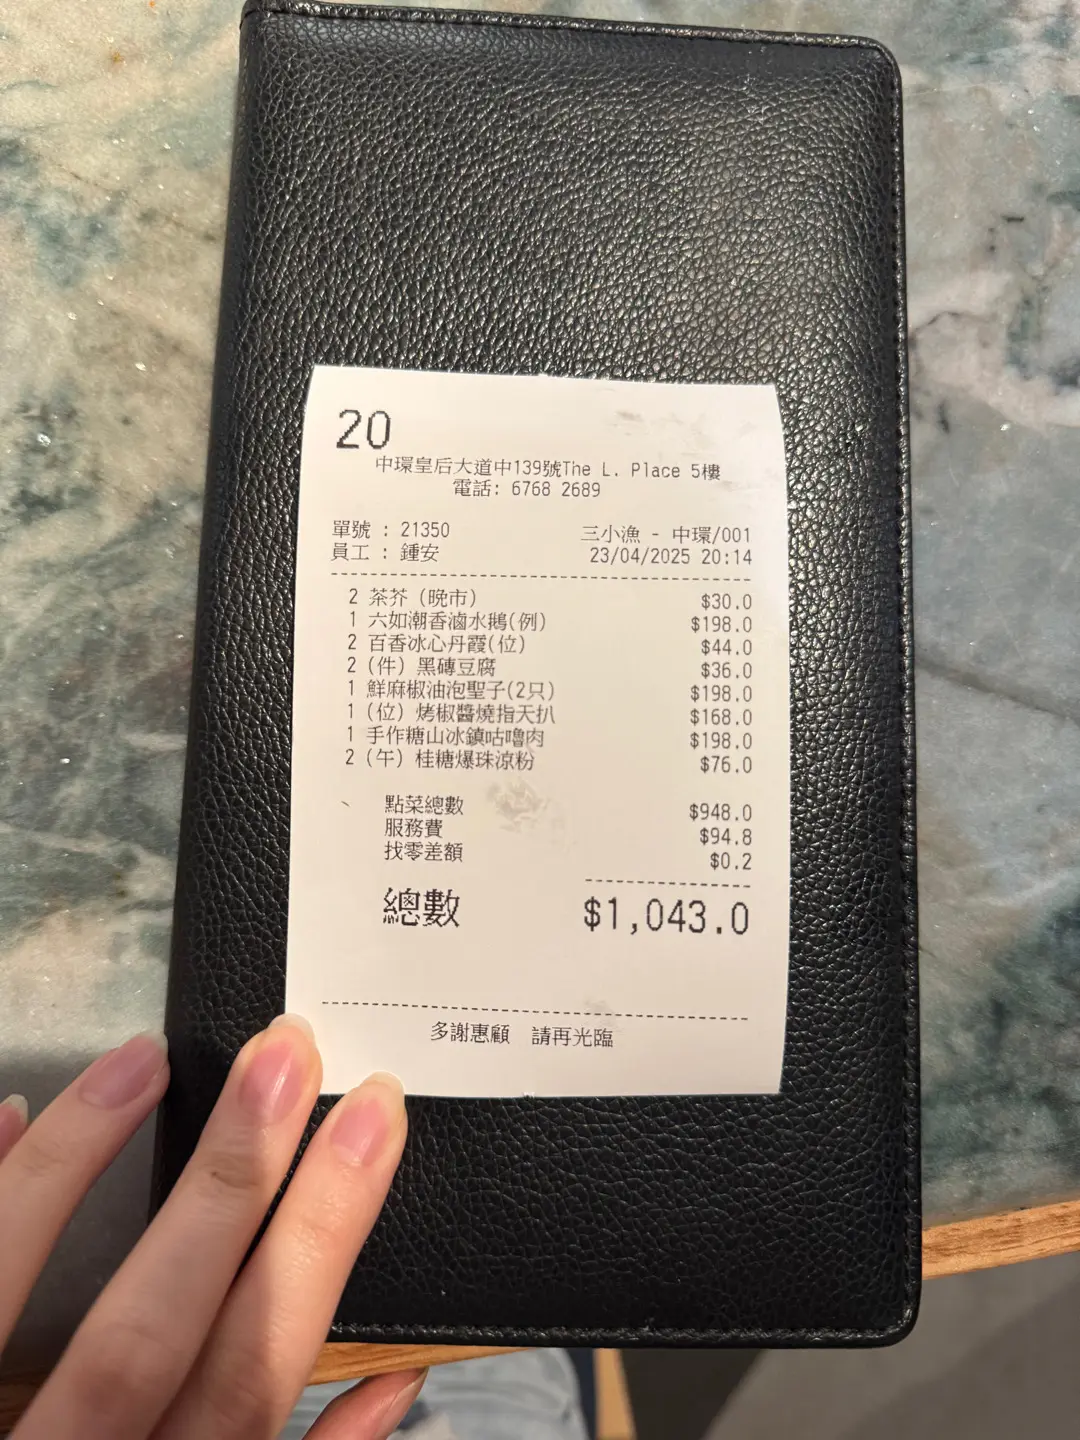 20
中環皇后大道中139號The L. Place 5樓
電話: 6768 2689
單號 : 21350 三小漁 - 中環/001
員工 : 鍾安 23/04/2025 20:14
2 茶芥 (晚市) $30.0
1 六如潮香滷水鵝(例) $198.0
2 百香冰心丹霞(位) $44.0
2 (件) 黑磚豆腐 $36.0
1 鮮麻椒油泡聖子(2只) $198.0
1 (位) 烤椒醬燒指天扒 $168.0
1 手作糖山冰鎮咕嚕肉 $198.0
2 (午) 桂糖爆珠涼粉 $76.0
點菜總數 $948.0
服務費 $94.8
找零差額 $0.2
總數 $1,043.0
多謝惠顧 請再光臨